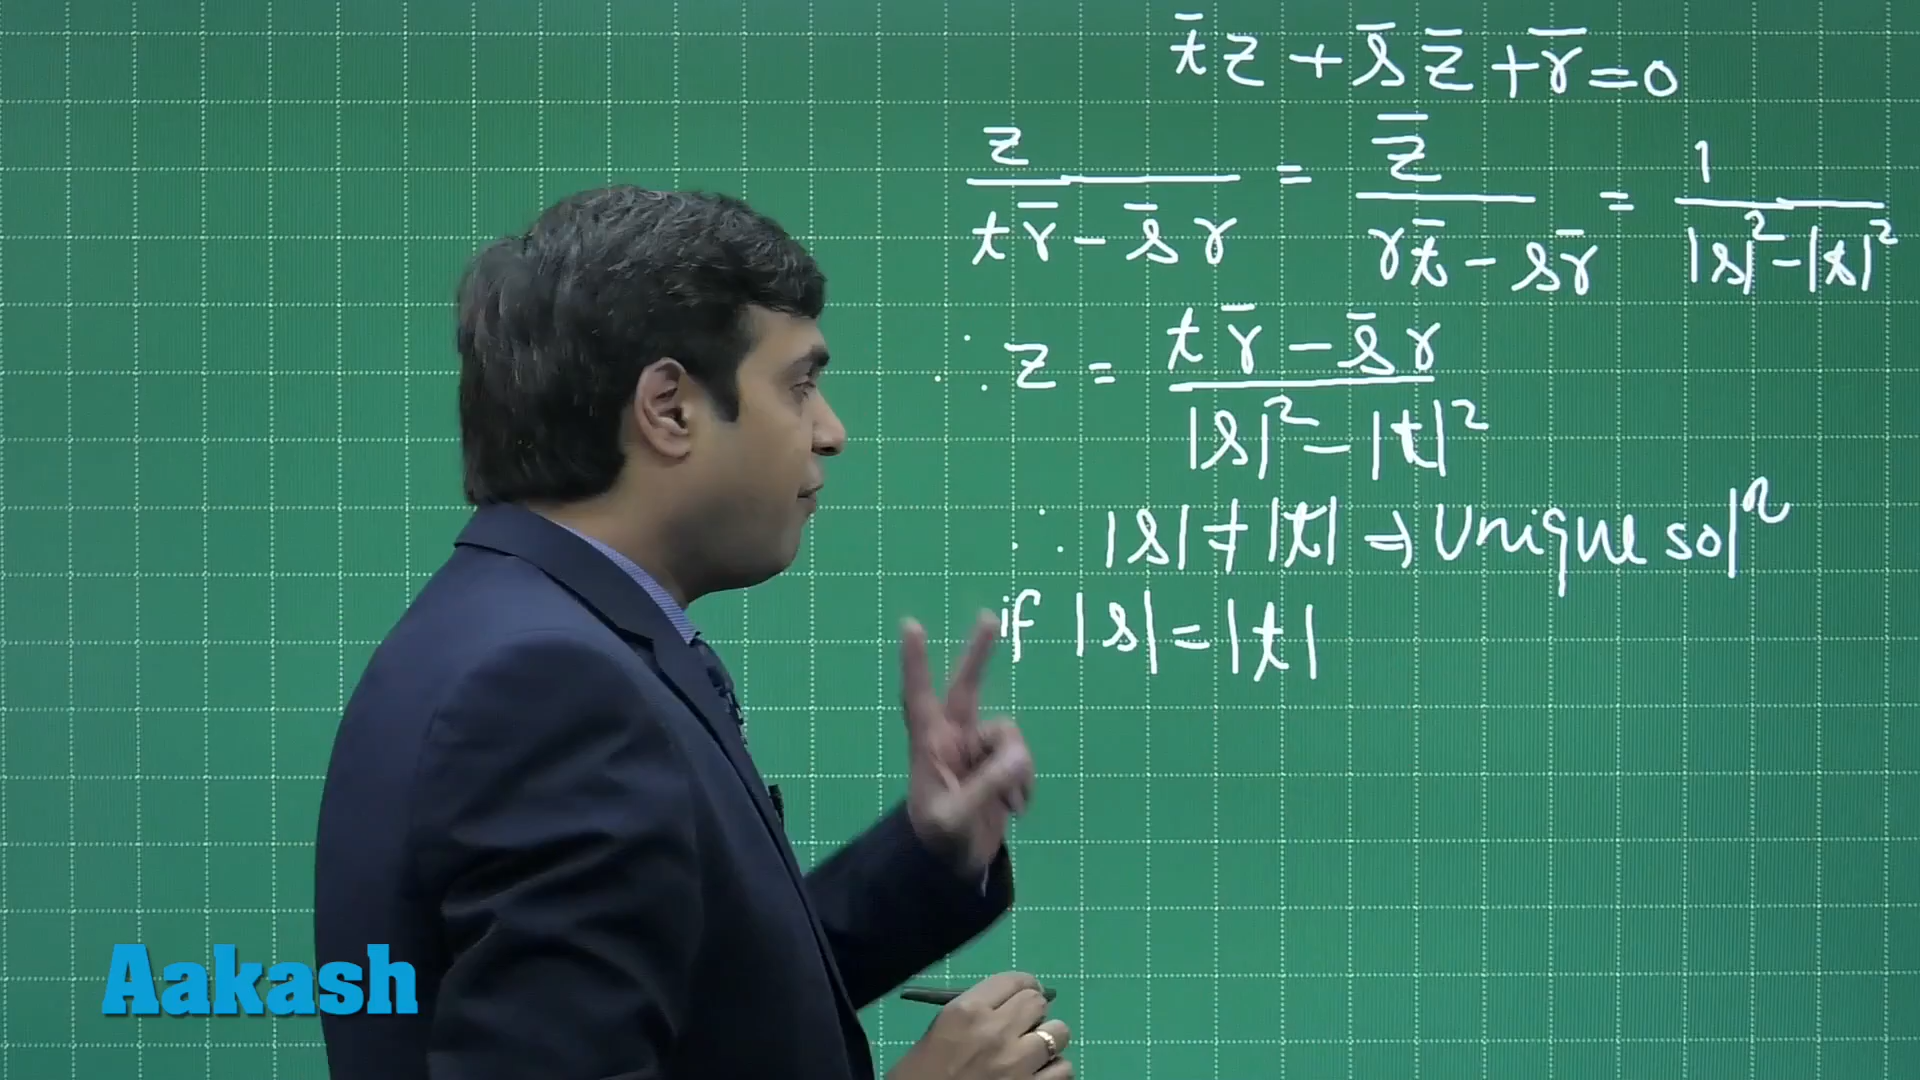 t̄z + s̄z̄ + r̄ = 0
z/(tr̄ - s̄r) = z̄/(rt̄ - sr̄) = 1/(|s|² - |t|²)
∴ z = (tr̄ - s̄r)/(|s|² - |t|²)
∴ |s| ≠ |t| ⇒ Unique solⁿ
if |s| = |t|
Aakash